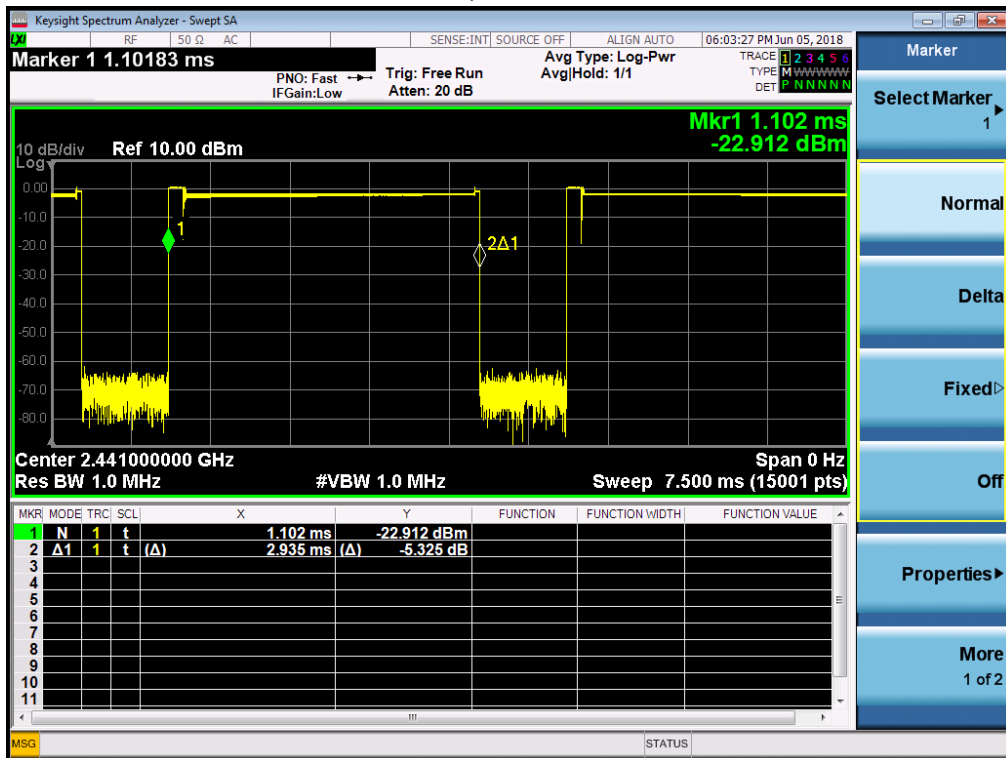 Keysight Spectrum Analyzer - Swept SA
LXI RF 50 Ω AC SENSE:INT SOURCE OFF ALIGN AUTO 06:03:27 PM Jun 05, 2018
Marker 1 1.10183 ms
PNO: Fast
IFGain:Low
Trig: Free Run
Atten: 20 dB
Avg Type: Log-Pwr
Avg|Hold: 1/1
TRACE 1 2 3 4 5 6
TYPE M WWWWW
DET P N N N N N
Mkr1 1.102 ms
-22.912 dBm
10 dB/div Ref 10.00 dBm
Log
0.00
-10.0
-20.0
-30.0
-40.0
-50.0
-60.0
-70.0
-80.0
1
2Δ1
Center 2.441000000 GHz Span 0 Hz
Res BW 1.0 MHz #VBW 1.0 MHz Sweep 7.500 ms (15001 pts)
MKR MODE TRC SCL X Y FUNCTION FUNCTION WIDTH FUNCTION VALUE
1 N 1 t 1.102 ms -22.912 dBm
2 Δ1 1 t (Δ) 2.935 ms (Δ) -5.325 dB
3
4
5
6
7
8
9
10
11
MSG STATUS
Marker
Select Marker
1
Normal
Delta
Fixed
Off
Properties
More
1 of 2